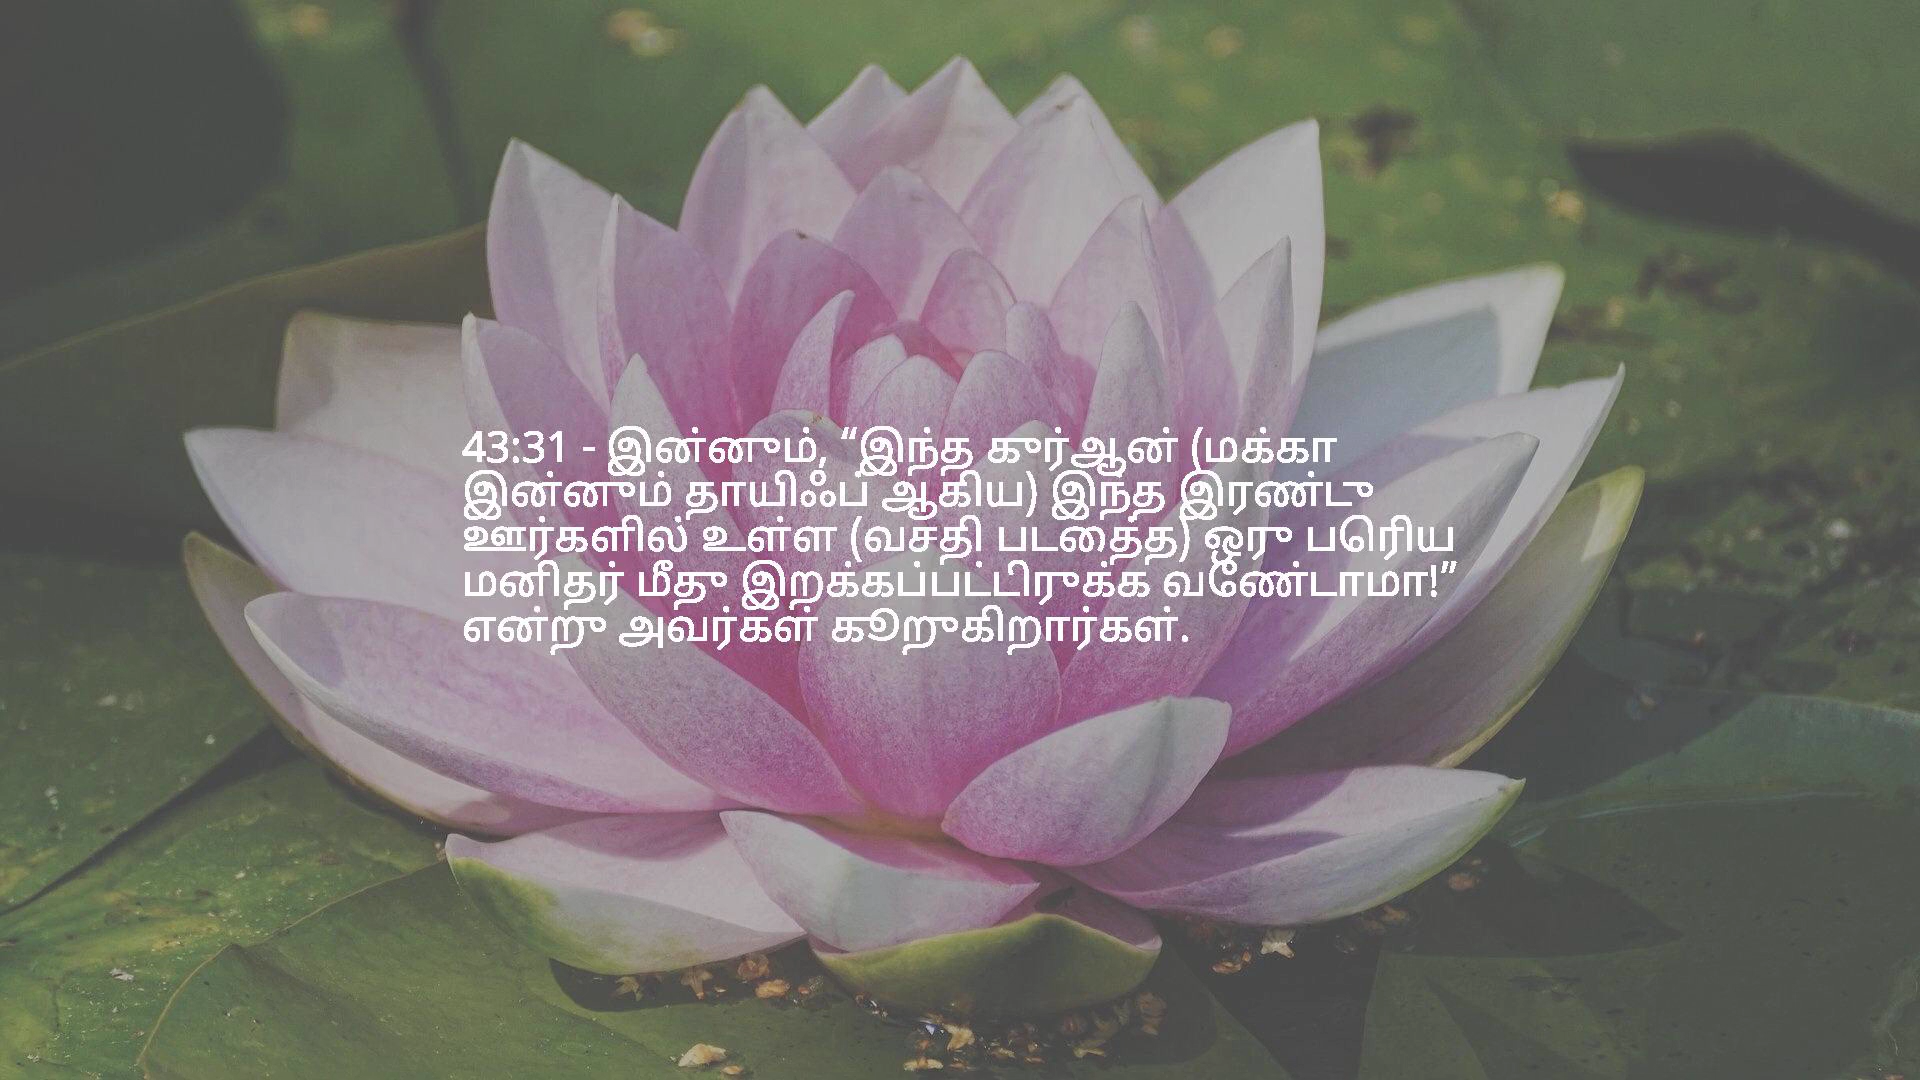 43:31 - இன்னும், “இந்த குர்ஆன் (மக்கா
இன்னும் தாயிஃப் ஆகிய) இந்த இரண்டு
ஊர்களில் உள்ள (வசதி படைத்த) ஒரு பெரிய
மனிதர் மீது இறக்கப்பட்டிருக்க வேண்டாமா!”
என்று அவர்கள் கூறுகிறார்கள்.